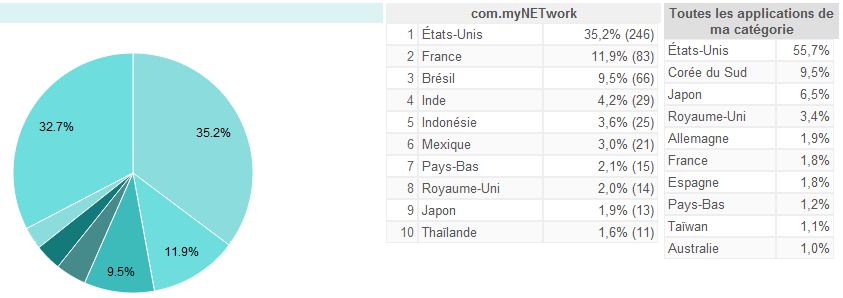 32.7%
35.2%
11.9%
9.5%
com.myNETwork
1 États-Unis 35,2% (246)
2 France 11,9% (83)
3 Brésil 9,5% (66)
4 Inde 4,2% (29)
5 Indonésie 3,6% (25)
6 Mexique 3,0% (21)
7 Pays-Bas 2,1% (15)
8 Royaume-Uni 2,0% (14)
9 Japon 1,9% (13)
10 Thaïlande 1,6% (11)
Toutes les applications de
ma catégorie
États-Unis 55,7%
Corée du Sud 9,5%
Japon 6,5%
Royaume-Uni 3,4%
Allemagne 1,9%
France 1,8%
Espagne 1,8%
Pays-Bas 1,2%
Taïwan 1,1%
Australie 1,0%